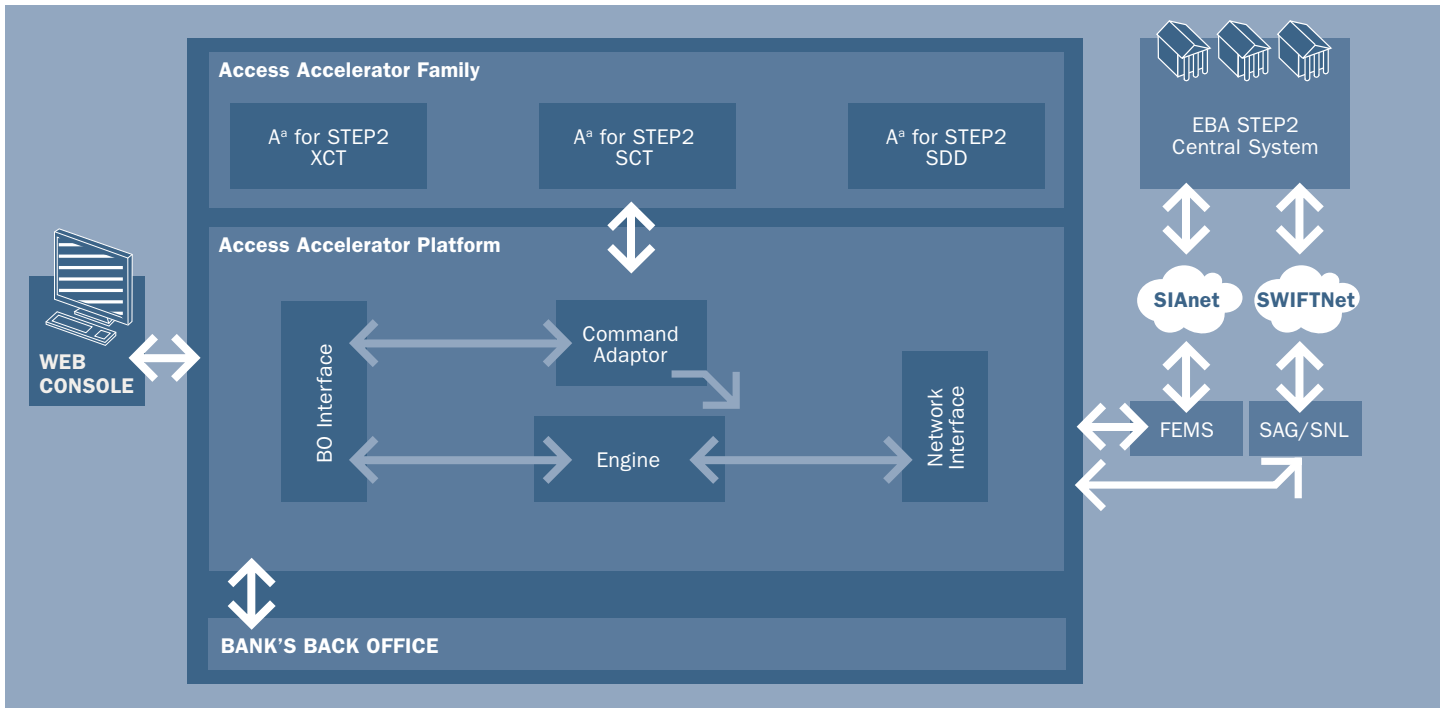 Access Accelerator Family
Aᵃ for STEP2
XCT
Aᵃ for STEP2
SCT
Aᵃ for STEP2
SDD
EBA STEP2
Central System
Access Accelerator Platform
SIAnet
SWIFTNet
WEB
CONSOLE
BO Interface
Command
Adaptor
Engine
Network
Interface
FEMS
SAG/SNL
BANK’S BACK OFFICE